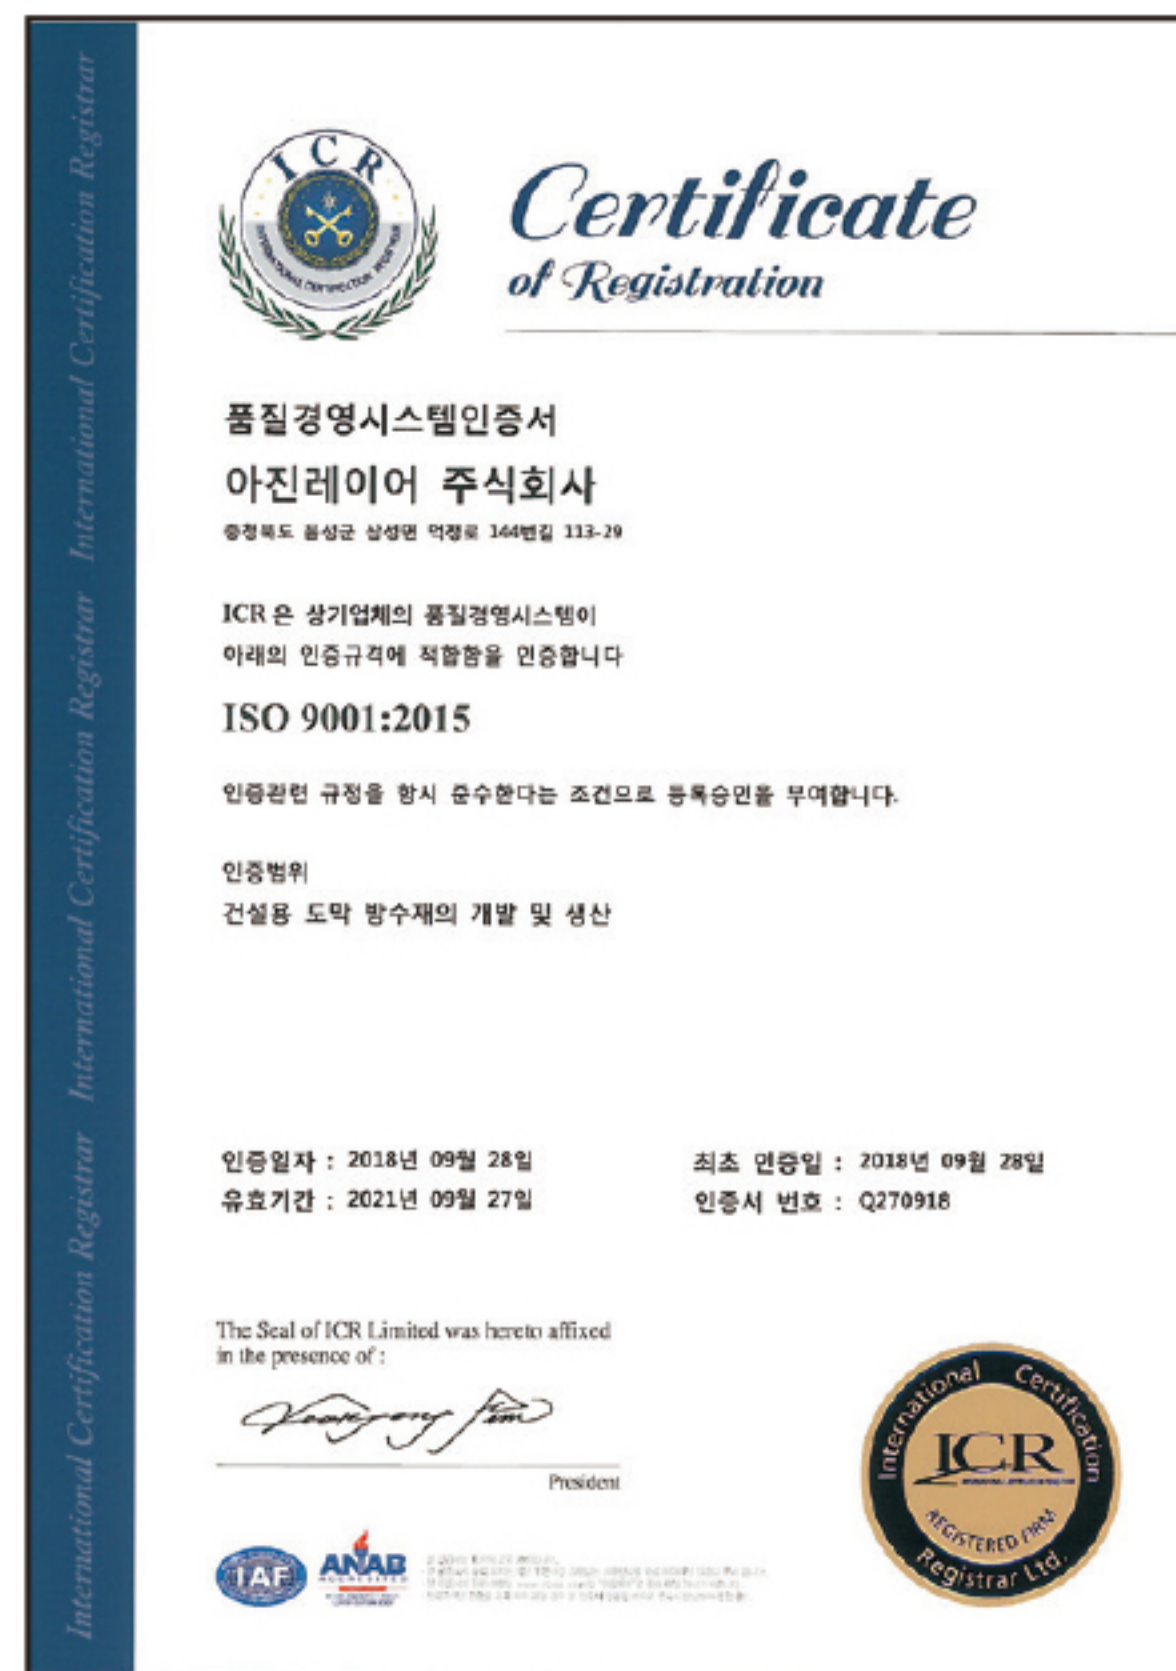 International Certification Registrar International Certification Registrar International Certification Registrar
ICR
INTERNATIONAL CERTIFICATION REGISTRAR
Certificate
of Registration
품질경영시스템인증서
아진레이어 주식회사
충청북도 음성군 삼성면 덕정로 144번길 113-29
ICR 은 상기업체의 품질경영시스템이
아래의 인증규격에 적합함을 인증합니다
ISO 9001:2015
인증관련 규정을 항시 준수한다는 조건으로 등록승인을 부여합니다.
인증범위
건설용 도막 방수재의 개발 및 생산
인증일자 : 2018년 09월 28일
최초 인증일 : 2018년 09월 28일
유효기간 : 2021년 09월 27일
인증서 번호 : Q270918
The Seal of ICR Limited was hereto affixed
in the presence of :
President
IAF
ANAB
ACCREDITED
International Certification
ICR
REGISTERED FIRM
Registrar Ltd.